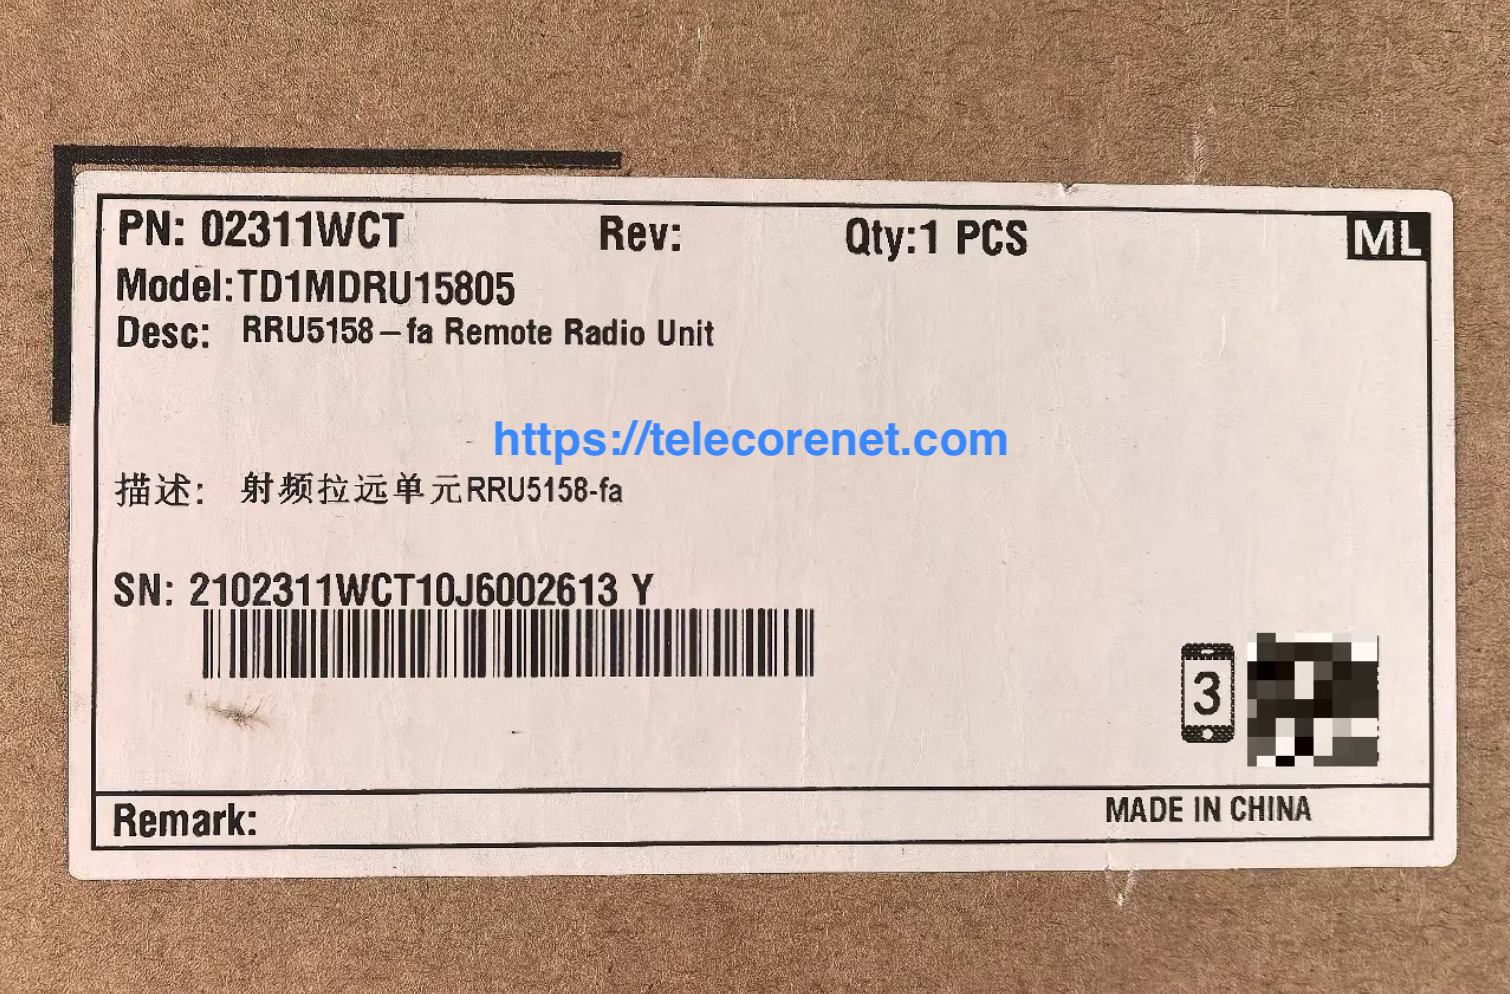 PN: 02311WCT Rev: Qty:1 PCS ML
Model:TD1MDRU15805
Desc: RRU5158-fa Remote Radio Unit
https://telecorenet.com
描述: 射频拉远单元RRU5158-fa
SN: 2102311WCT10J6002613 Y
3
Remark: MADE IN CHINA